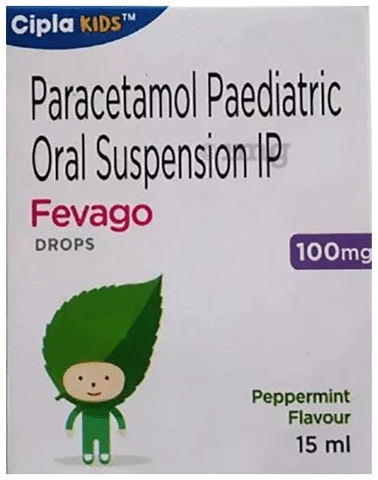 Cipla KIDS™
Paracetamol Paediatric
Oral Suspension IP
Fevago
DROPS
100mg
Peppermint
Flavour
15 ml